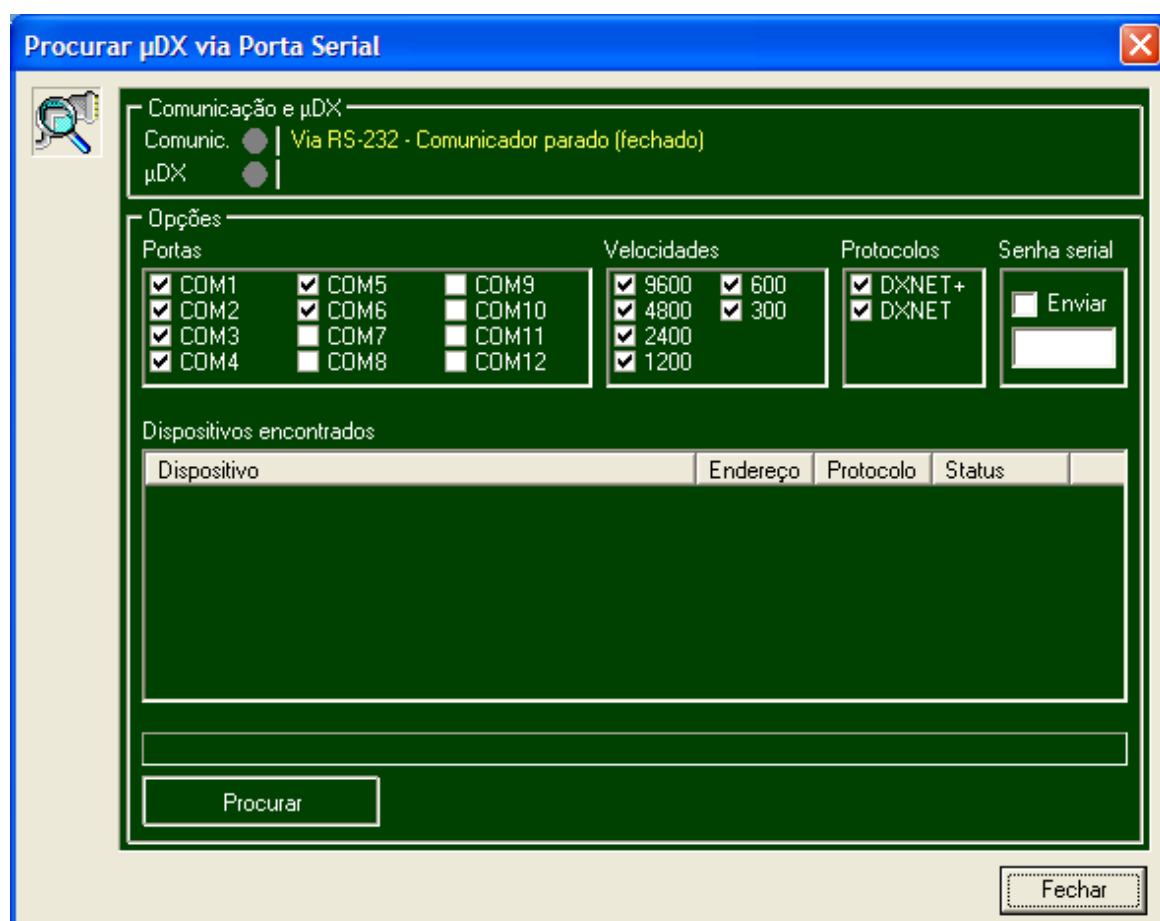 Procurar µDX via Porta Serial
Comunicação e µDX
Comunic. Via RS-232 - Comunicador parado (fechado)
µDX
Opções
Portas Velocidades Protocolos Senha serial
COM1 COM5 COM9 9600 600 DXNET+ Enviar
COM2 COM6 COM10 4800 300 DXNET
COM3 COM7 COM11 2400
COM4 COM8 COM12 1200
Dispositivos encontrados
Dispositivo Endereço Protocolo Status
Procurar
Fechar